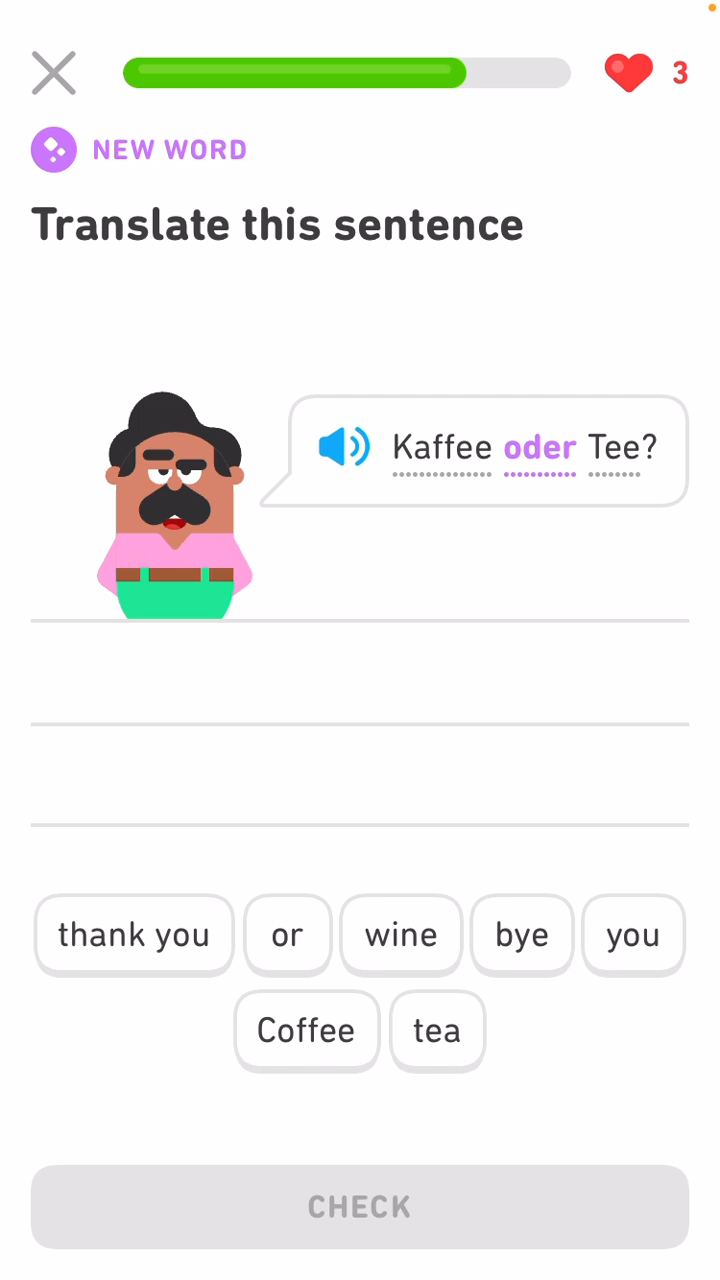 3
NEW WORD
Translate this sentence
Kaffee oder Tee?
thank you or wine bye you
Coffee tea
CHECK